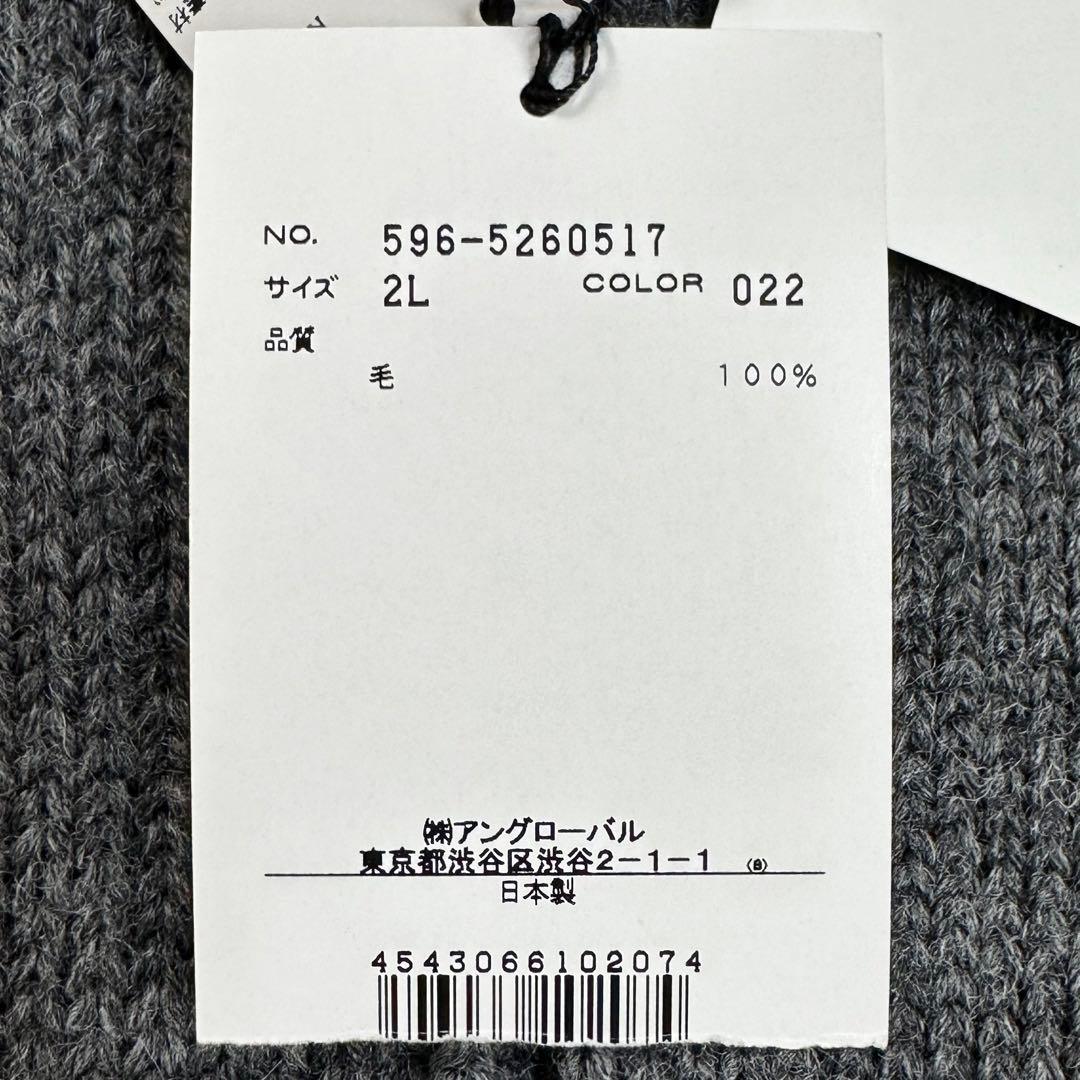 NO. 596-5260517
サイズ 2L COLOR 022
品質
毛 100%
㈱アングローバル
東京都渋谷区渋谷2-1-1 (8)
日本製
4543066102074